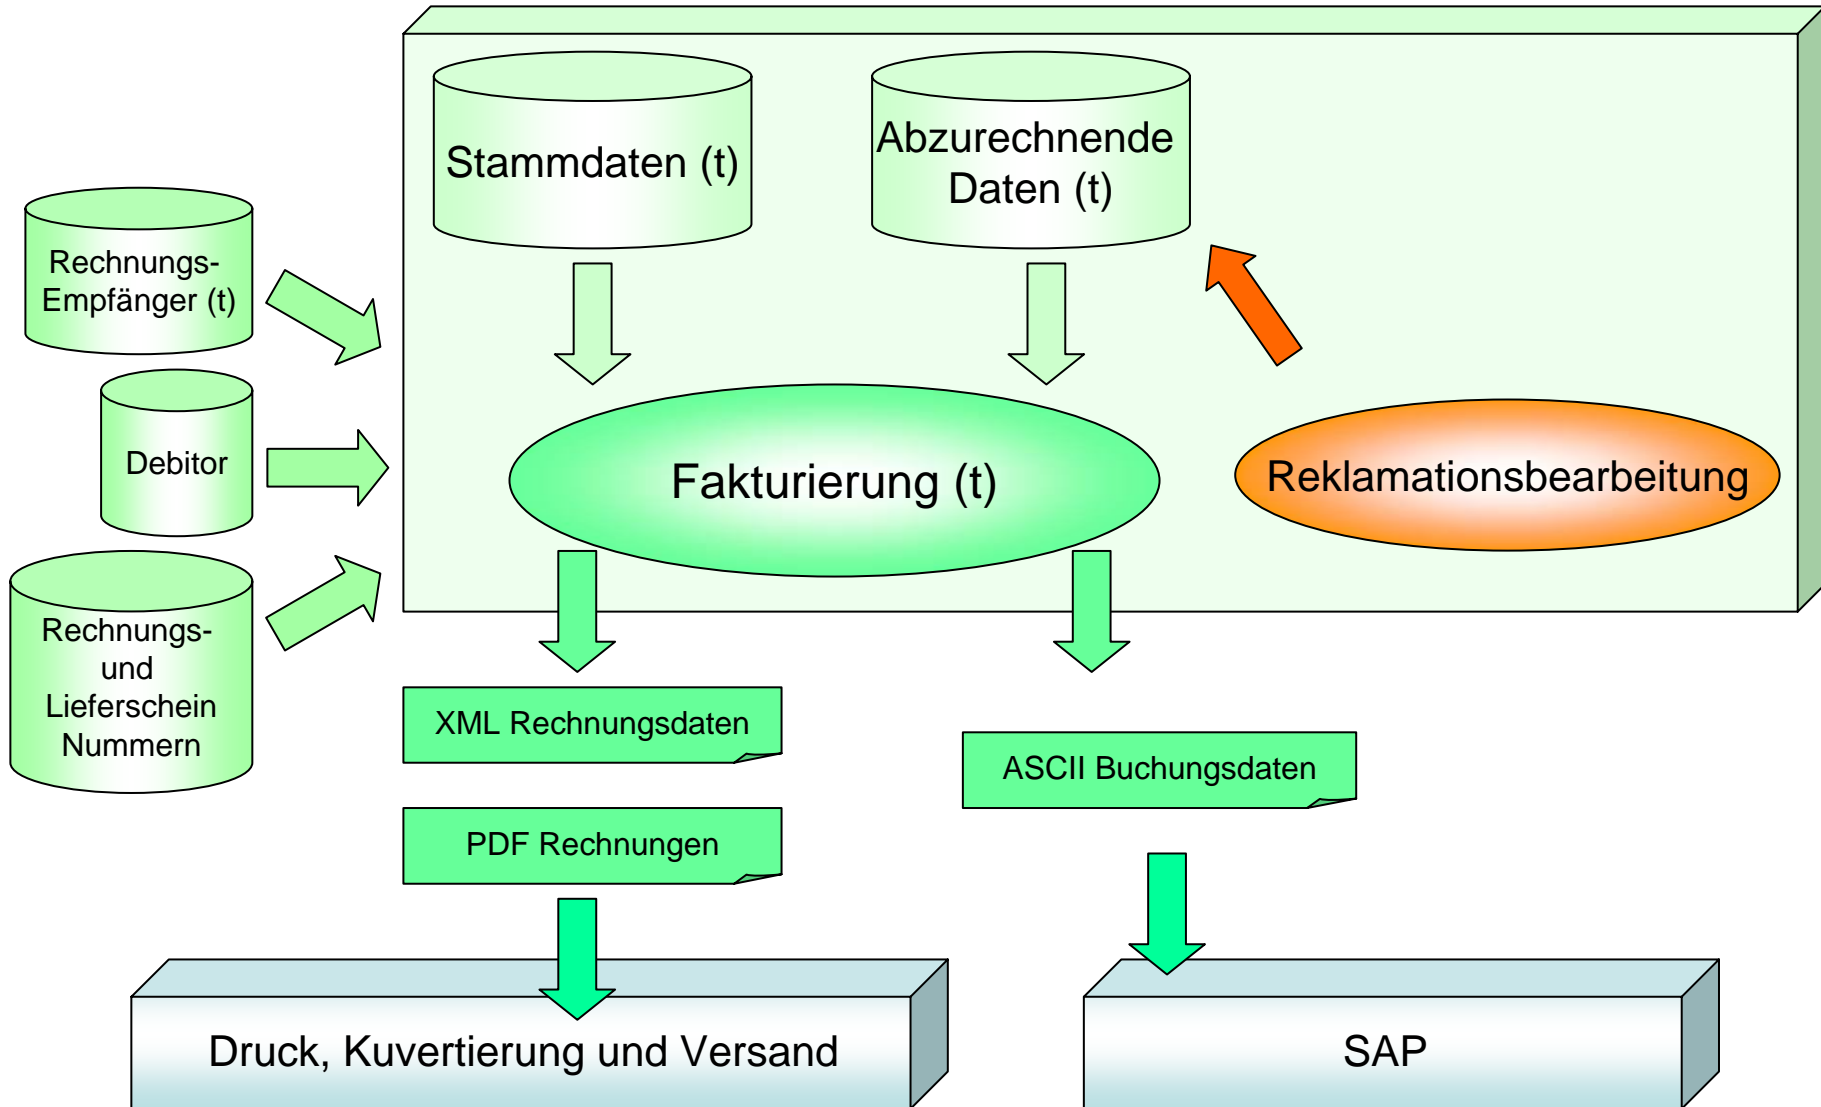 Stammdaten (t)
Abzurechnende
Daten (t)
Rechnungs-
Empfänger (t)
Debitor
Rechnungs-
und
Lieferschein
Nummern
Fakturierung (t)
Reklamationsbearbeitung
XML Rechnungsdaten
PDF Rechnungen
ASCII Buchungsdaten
Druck, Kuvertierung und Versand
SAP